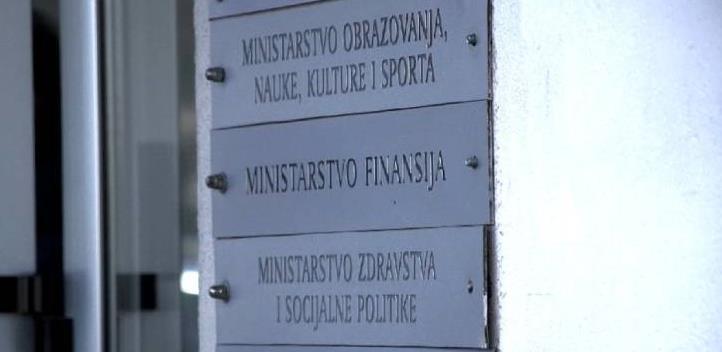 MINISTARSTVO OBRAZOVANJA,
NAUKE, KULTURE I SPORTA
MINISTARSTVO FINANSIJA
MINISTARSTVO ZDRAVSTVA
I SOCIJALNE POLITIKE